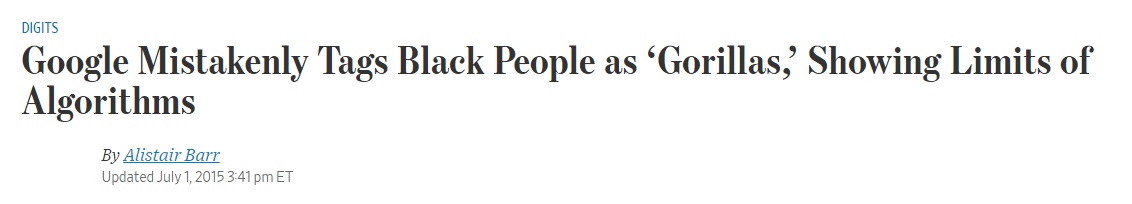 DIGITS
Google Mistakenly Tags Black People as ‘Gorillas,’ Showing Limits of
Algorithms
By Alistair Barr
Updated July 1, 2015 3:41 pm ET